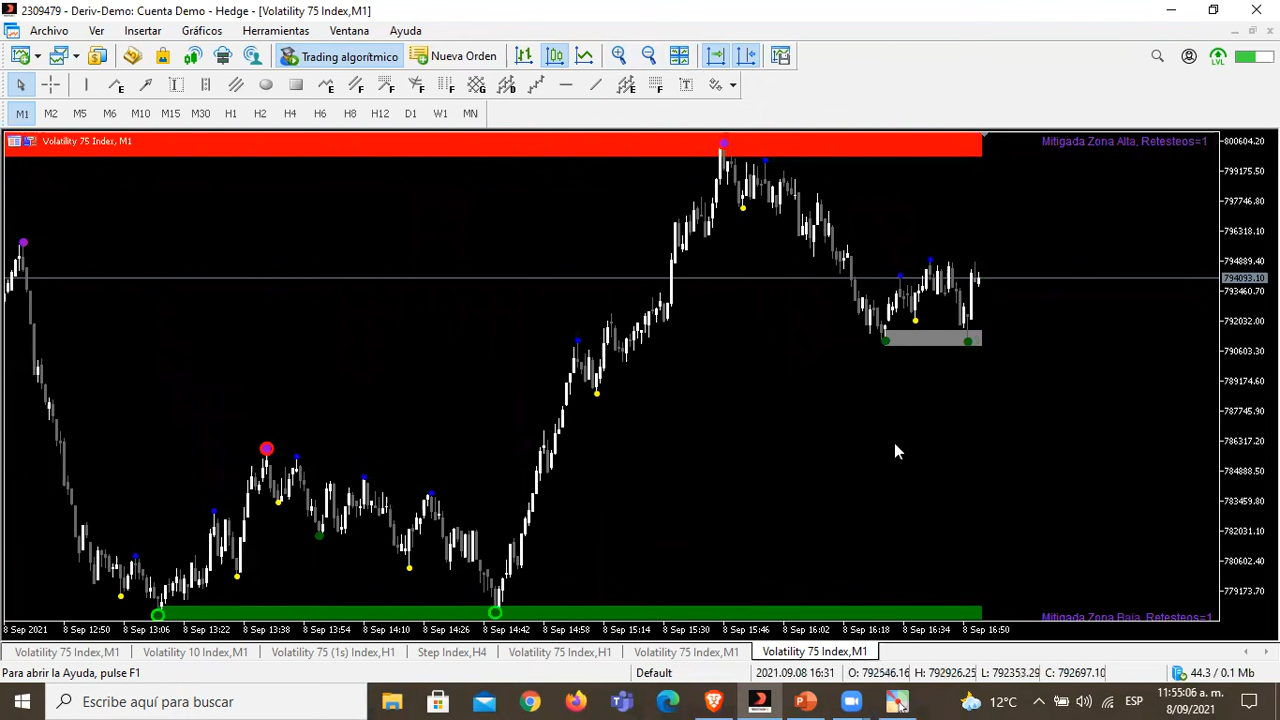 2309479 - Deriv-Demo: Cuenta Demo - Hedge - [Volatility 75 Index,M1]
Archivo Ver Insertar Gráficos Herramientas Ventana Ayuda
Trading algorítmico Nueva Orden
LVL
M1 M2 M5 M6 M10 M15 M30 H1 H2 H4 H6 H8 H12 D1 W1 MN
Volatility 75 Index, M1
Mitigada Zona Alta, Retesteos=1
800604.20
799175.50
797746.80
796318.10
794889.40
794093.10
793460.70
792032.00
790603.30
789174.60
787745.90
786317.20
784888.50
783459.80
782031.10
780602.40
779173.70
Mitigada Zona Baja, Retesteos=1
8 Sep 2021 8 Sep 12:50 8 Sep 13:06 8 Sep 13:22 8 Sep 13:38 8 Sep 13:54 8 Sep 14:10 8 Sep 14:26 8 Sep 14:42 8 Sep 14:58 8 Sep 15:14 8 Sep 15:30 8 Sep 15:46 8 Sep 16:02 8 Sep 16:18 8 Sep 16:34 8 Sep 16:50
Volatility 75 Index,M1 Volatility 10 Index,M1 Volatility 75 (1s) Index,H1 Step Index,H4 Volatility 75 Index,H1 Volatility 75 Index,M1 Volatility 75 Index,M1
Para abrir la Ayuda, pulse F1 Default 2021.09.08 16:31 O: 792546.16 H: 792926.25 L: 792353.29 C: 792697.10 44.3 / 0.1 Mb
Escribe aquí para buscar 12°C ESP 11:55:06 a. m.
8/09/2021